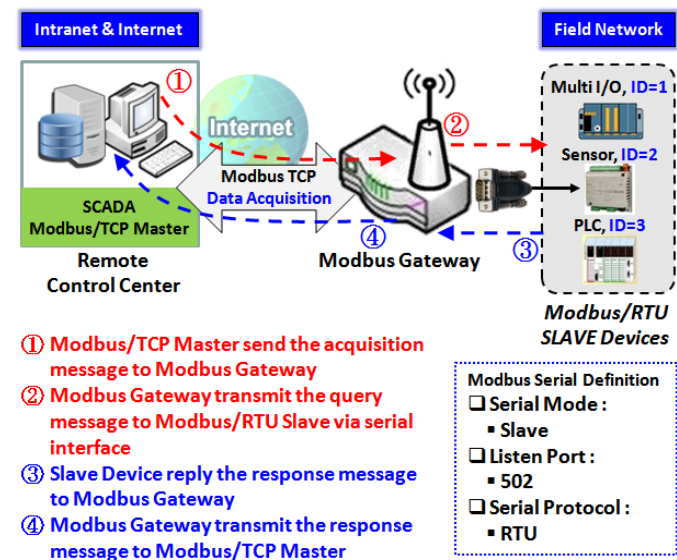 Intranet & Internet
Field Network
①
Internet
Modbus TCP
Data Acquisition
②
Multi I/O, ID=1
Sensor, ID=2
PLC, ID=3
SCADA
Modbus/TCP Master
④
③
Remote
Control Center
Modbus Gateway
Modbus/RTU
SLAVE Devices
① Modbus/TCP Master send the acquisition
message to Modbus Gateway
② Modbus Gateway transmit the query
message to Modbus/RTU Slave via serial
interface
③ Slave Device reply the response message
to Modbus Gateway
④ Modbus Gateway transmit the response
message to Modbus/TCP Master
Modbus Serial Definition
❑ Serial Mode :
▪ Slave
❑ Listen Port :
▪ 502
❑ Serial Protocol :
▪ RTU